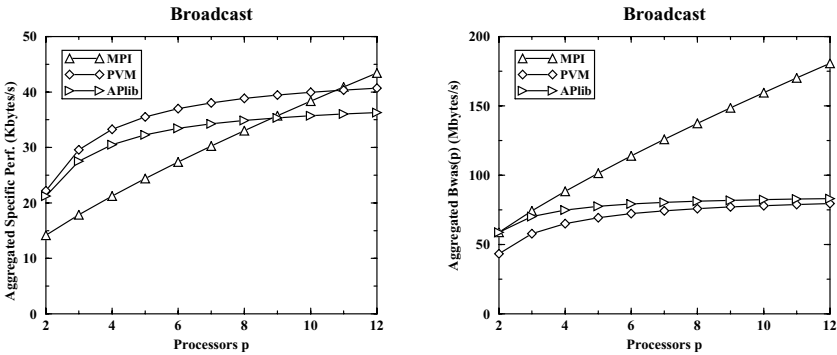 Broadcast
50
40
30
20
10
0
Aggregated Specific Perf. (Kbytes/s)
MPI
PVM
APlib
2 4 6 8 10 12
Processors p
Broadcast
200
150
100
50
0
Aggregated Bwas(p) (Mbytes/s)
MPI
PVM
APlib
2 4 6 8 10 12
Processors p